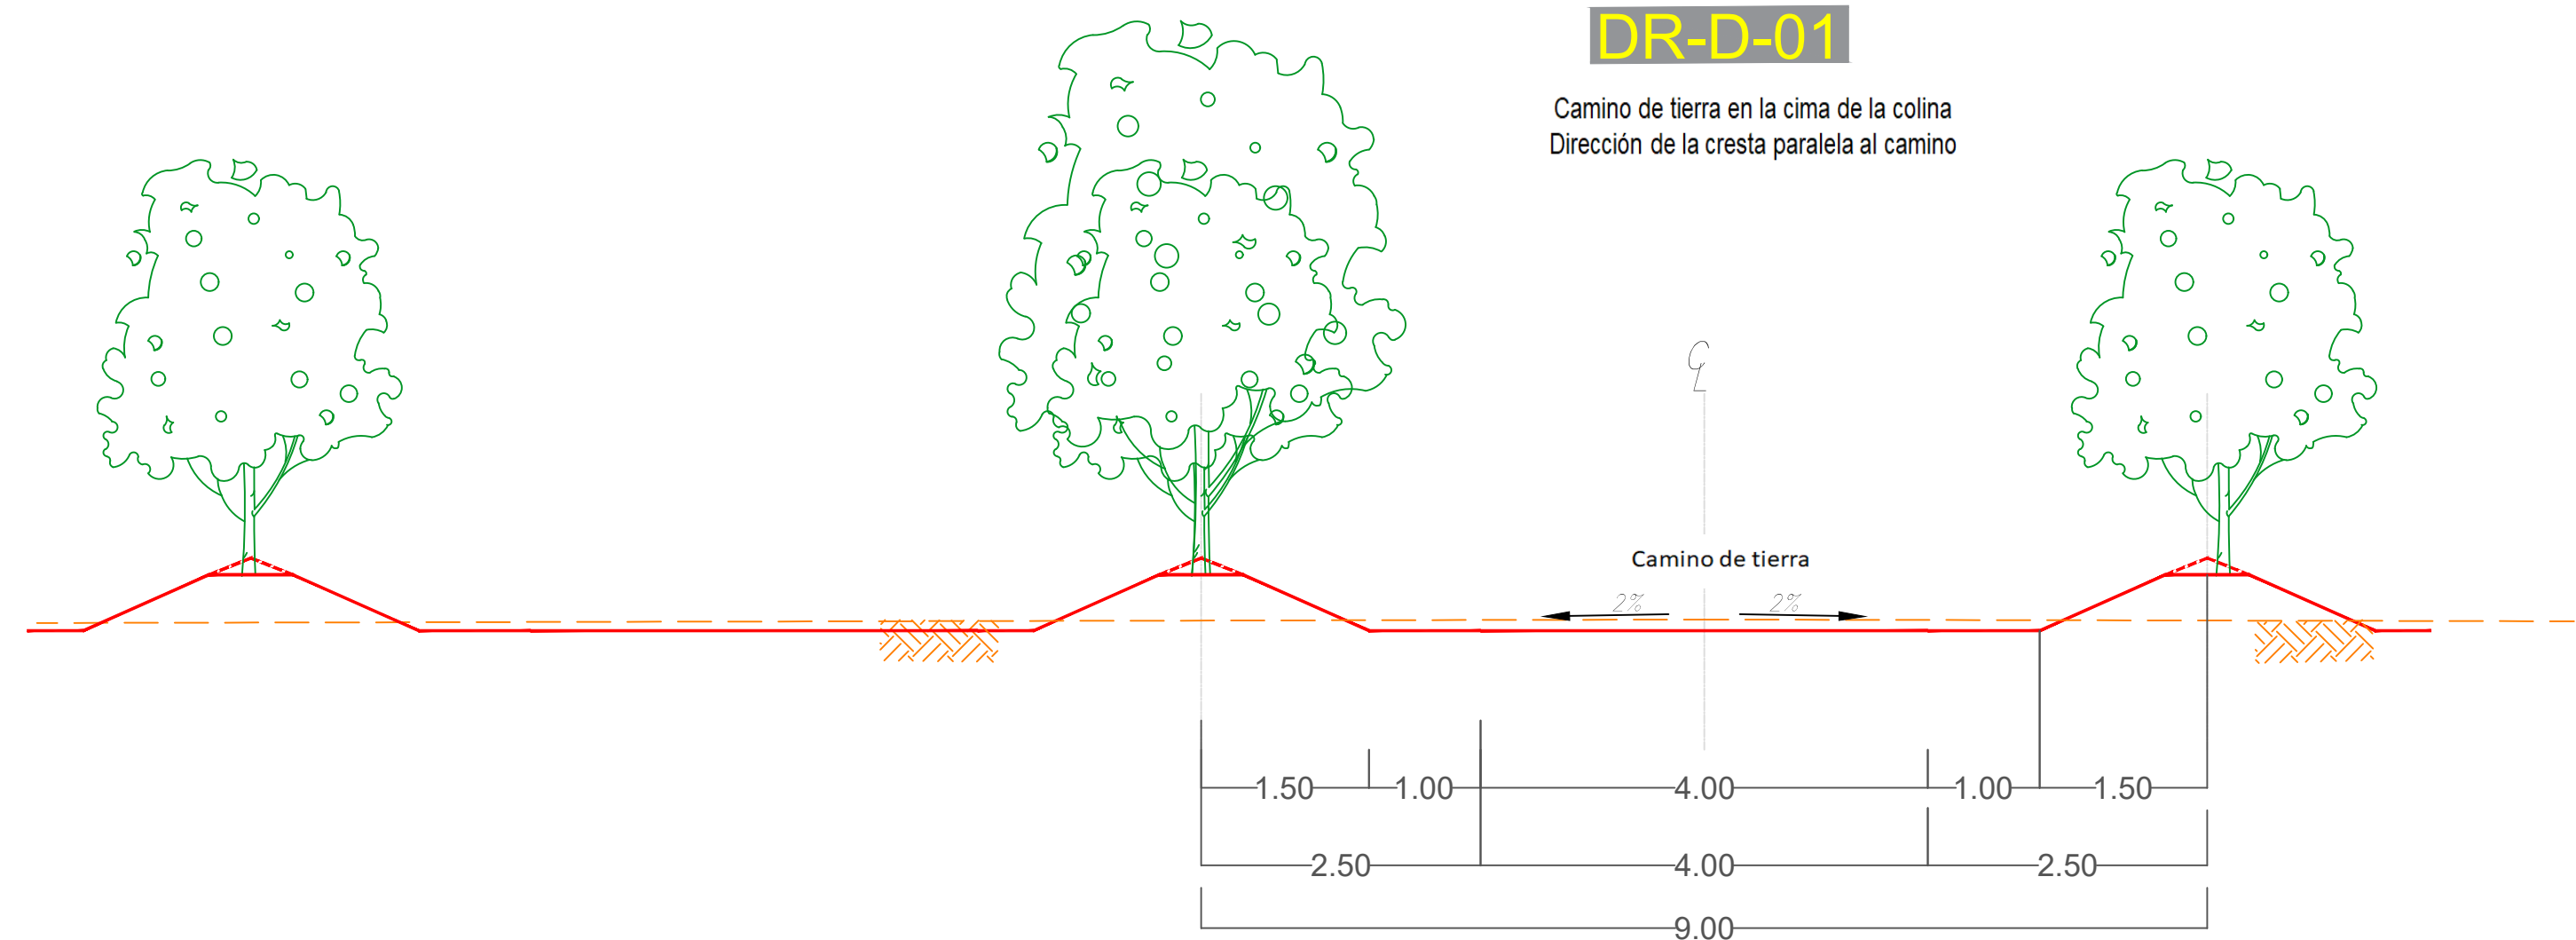 DR-D-01
Camino de tierra en la cima de la colina
Dirección de la cresta paralela al camino
CL
Camino de tierra
2% 2%
1.50 1.00 4.00 1.00 1.50
2.50 4.00 2.50
9.00